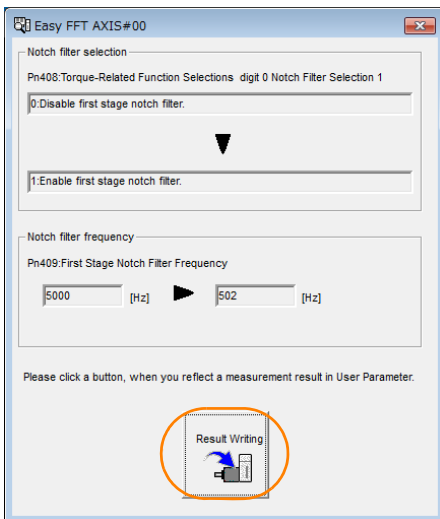 Easy FFT AXIS#00
Notch filter selection
Pn408:Torque-Related Function Selections digit 0 Notch Filter Selection 1
0:Disable first stage notch filter.
1:Enable first stage notch filter.
Notch filter frequency
Pn409:First Stage Notch Filter Frequency
5000 [Hz] 502 [Hz]
Please click a button, when you reflect a measurement result in User Parameter.
Result Writing